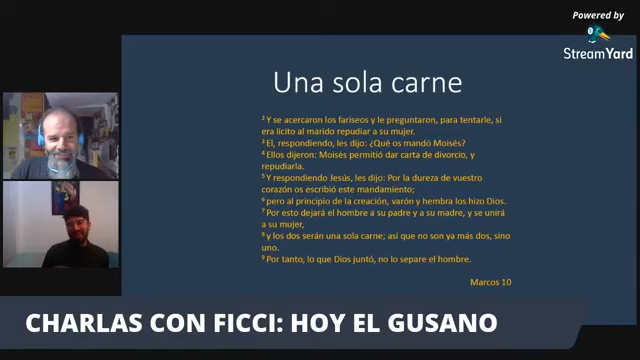 Powered by
StreamYard
Una sola carne
2 Y se acercaron los fariseos y le preguntaron, para tentarle, si
era lícito al marido repudiar a su mujer.
3 El, respondiendo, les dijo: ¿Qué os mandó Moisés?
4 Ellos dijeron: Moisés permitió dar carta de divorcio, y
repudiarla.
5 Y respondiendo Jesús, les dijo: Por la dureza de vuestro
corazón os escribió este mandamiento;
6 pero al principio de la creación, varón y hembra los hizo Dios.
7 Por esto dejará el hombre a su padre y a su madre, y se unirá
a su mujer,
8 y los dos serán una sola carne; así que no son ya más dos, sino
uno.
9 Por tanto, lo que Dios juntó, no lo separe el hombre.
Marcos 10
CHARLAS CON FICCI: HOY EL GUSANO